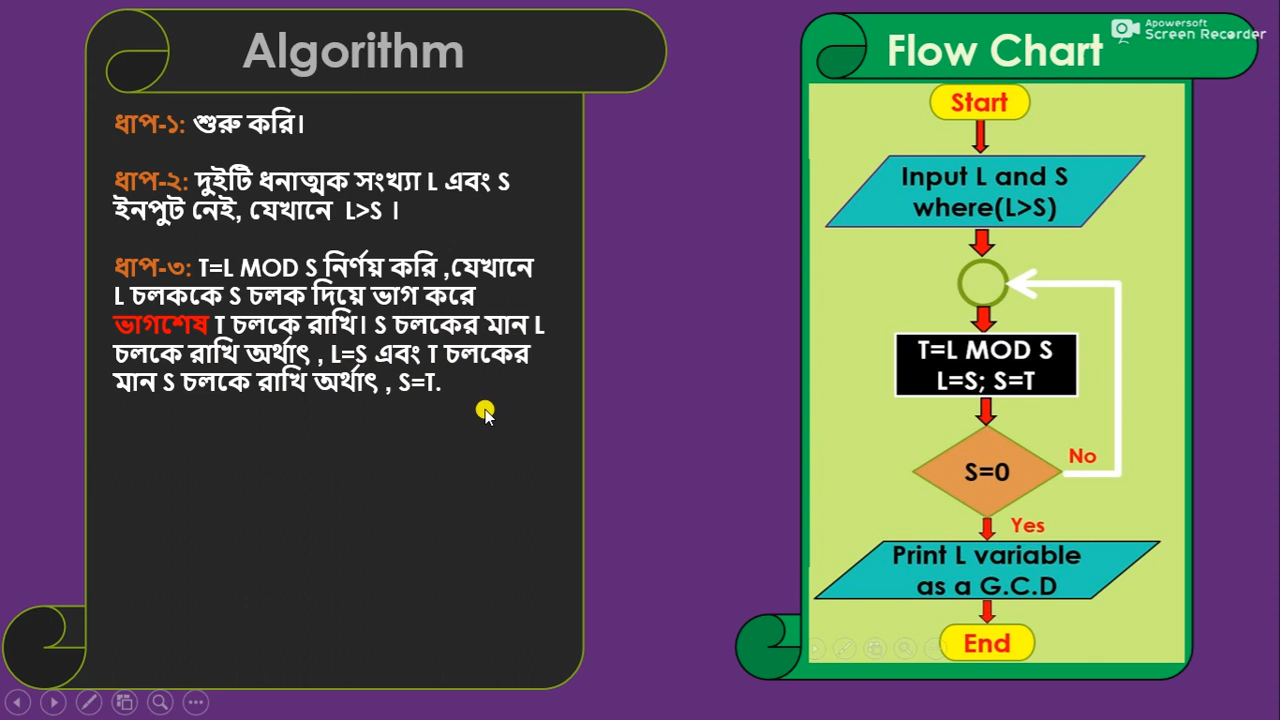 Algorithm
ধাপ-১: শুরু করি।
ধাপ-২: দুইটি ধনাত্মক সংখ্যা L এবং S
ইনপুট নেই, যেখানে L>S ।
ধাপ-৩: T=L MOD S নির্ণয় করি ,যেখানে
L চলককে S চলক দিয়ে ভাগ করে
ভাগশেষ T চলকে রাখি। S চলকের মান L
চলকে রাখি অর্থাৎ , L=S এবং T চলকের
মান S চলকে রাখি অর্থাৎ , S=T.
Flow Chart
Apowersoft
Screen Recorder
Start
Input L and S
where(L>S)
T=L MOD S
L=S; S=T
S=0
No
Yes
Print L variable
as a G.C.D
End